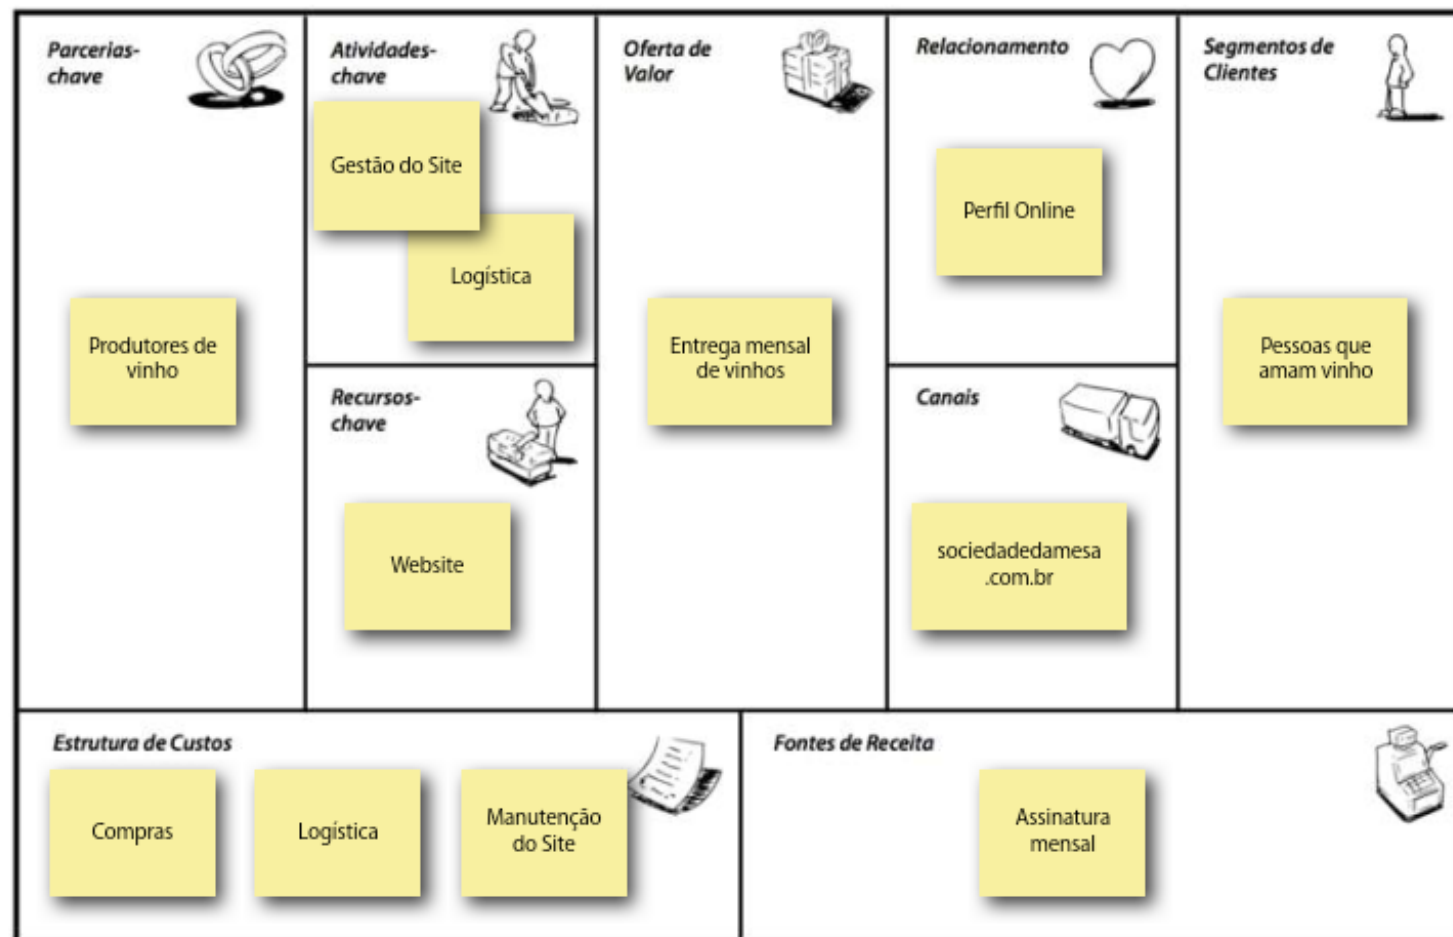 Parcerias-
chave
Produtores de
vinho
Atividades-
chave
Gestão do Site
Logística
Recursos-
chave
Website
Oferta de
Valor
Entrega mensal
de vinhos
Relacionamento
Perfil Online
Canais
sociedadedamesa
.com.br
Segmentos de
Clientes
Pessoas que
amam vinho
Estrutura de Custos
Compras
Logística
Manutenção
do Site
Fontes de Receita
Assinatura
mensal